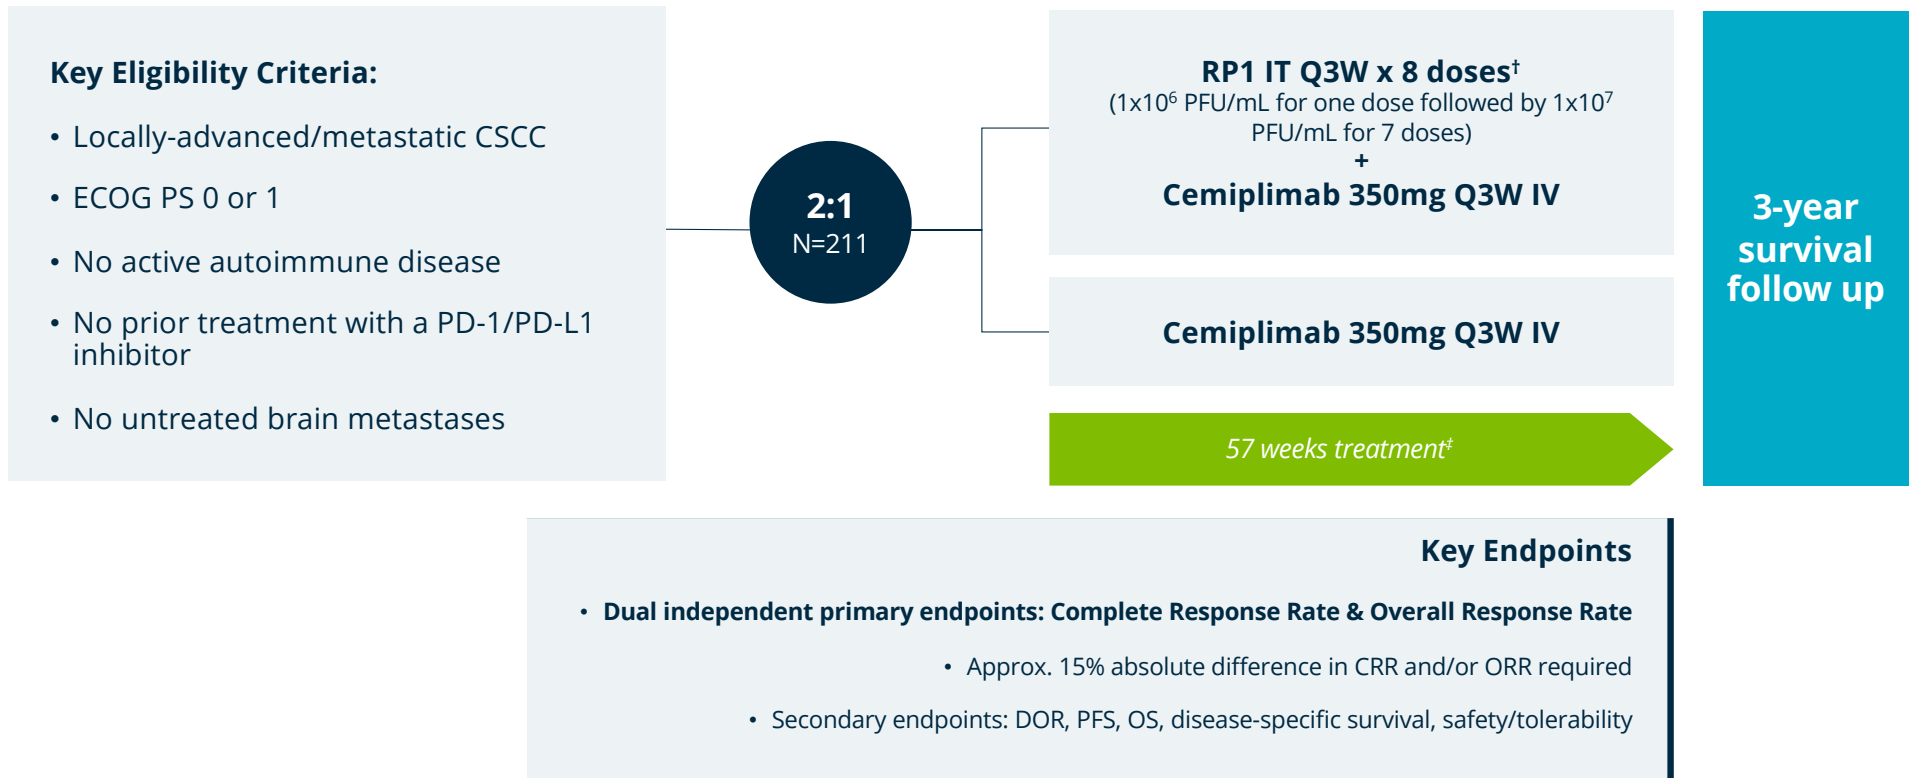 Key Eligibility Criteria:
• Locally-advanced/metastatic CSCC
• ECOG PS 0 or 1
• No active autoimmune disease
• No prior treatment with a PD-1/PD-L1
inhibitor
• No untreated brain metastases
2:1
N=211
RP1 IT Q3W x 8 doses†
(1x10⁶ PFU/mL for one dose followed by 1x10⁷
PFU/mL for 7 doses)
+
Cemiplimab 350mg Q3W IV
Cemiplimab 350mg Q3W IV
57 weeks treatment‡
3-year
survival
follow up
Key Endpoints
• Dual independent primary endpoints: Complete Response Rate & Overall Response Rate
• Approx. 15% absolute difference in CRR and/or ORR required
• Secondary endpoints: DOR, PFS, OS, disease-specific survival, safety/tolerability